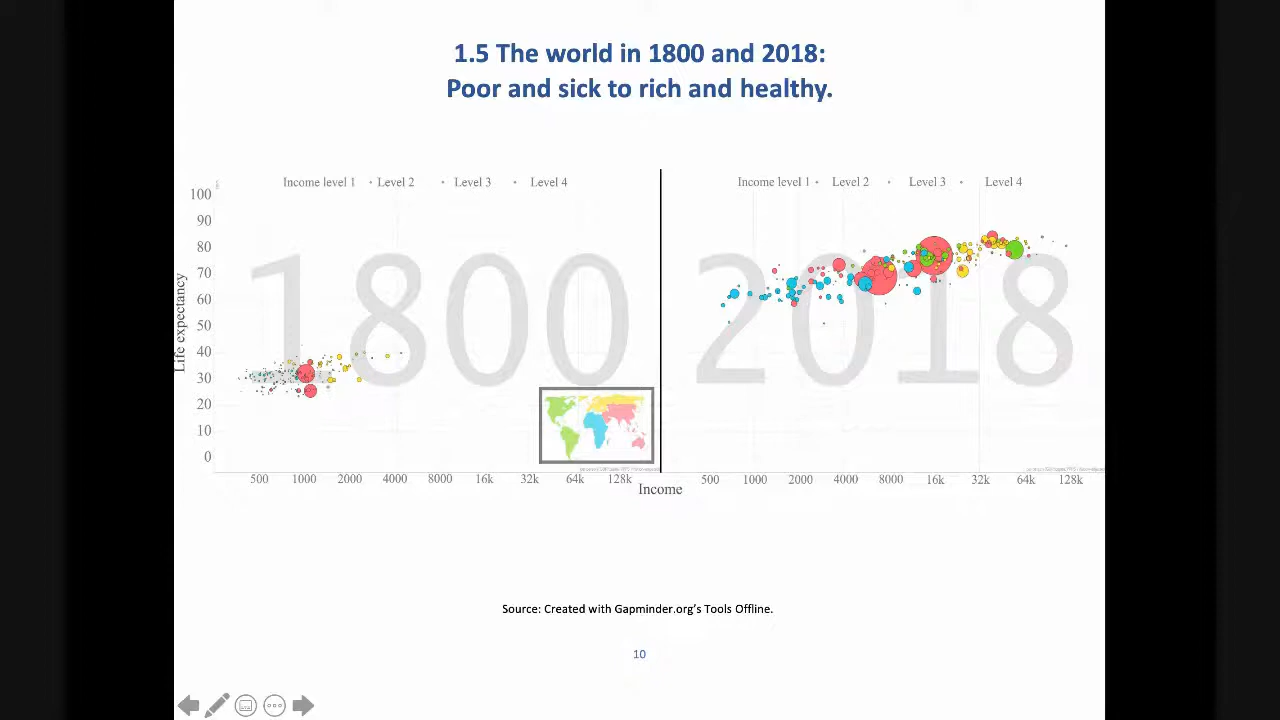 1.5 The world in 1800 and 2018:
Poor and sick to rich and healthy.
Income level 1 • Level 2 • Level 3 • Level 4
Income level 1 • Level 2 • Level 3 • Level 4
Life expectancy
100
90
80
70
60
50
40
30
20
10
0
1800
2018
500 1000 2000 4000 8000 16k 32k 64k 128k
500 1000 2000 4000 8000 16k 32k 64k 128k
Income
Source: Created with Gapminder.org's Tools Offline.
10